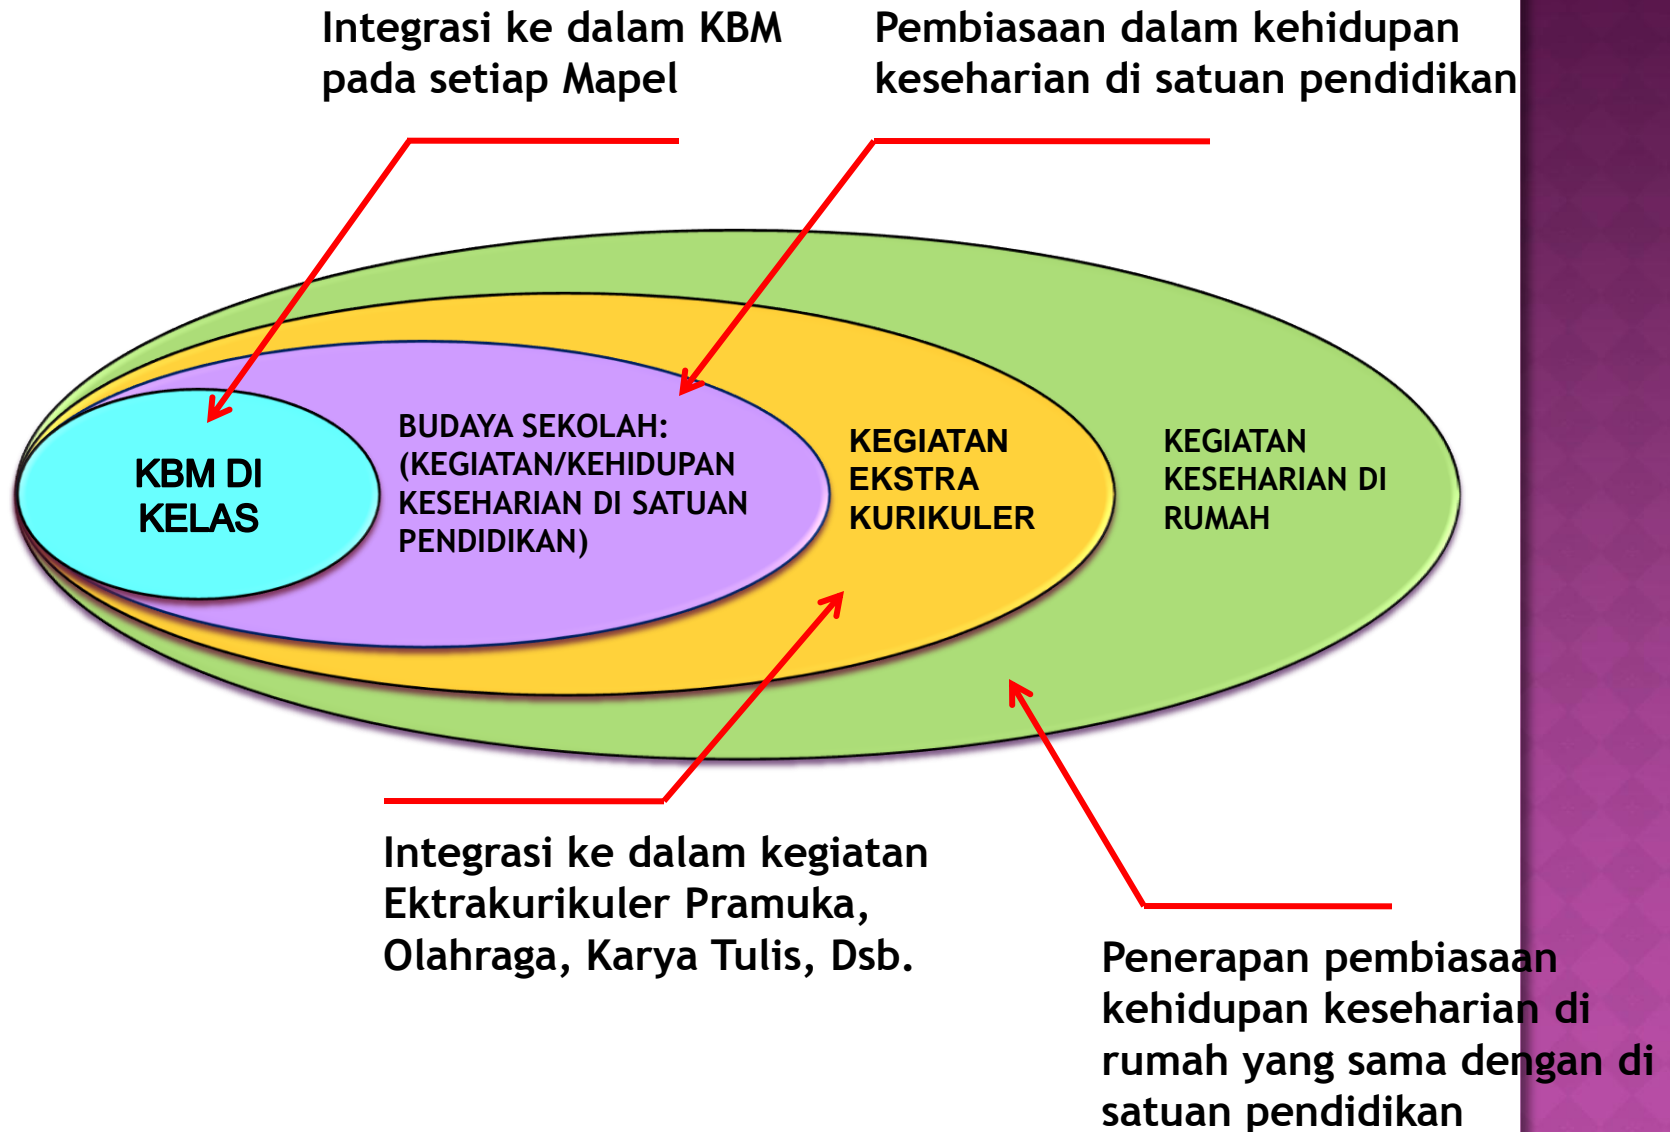 Integrasi ke dalam KBM
pada setiap Mapel
Pembiasaan dalam kehidupan
keseharian di satuan pendidikan
KBM DI
KELAS
BUDAYA SEKOLAH:
(KEGIATAN/KEHIDUPAN
KESEHARIAN DI SATUAN
PENDIDIKAN)
KEGIATAN
EKSTRA
KURIKULER
KEGIATAN
KESEHARIAN DI
RUMAH
Integrasi ke dalam kegiatan
Ektrakurikuler Pramuka,
Olahraga, Karya Tulis, Dsb.
Penerapan pembiasaan
kehidupan keseharian di
rumah yang sama dengan di
satuan pendidikan